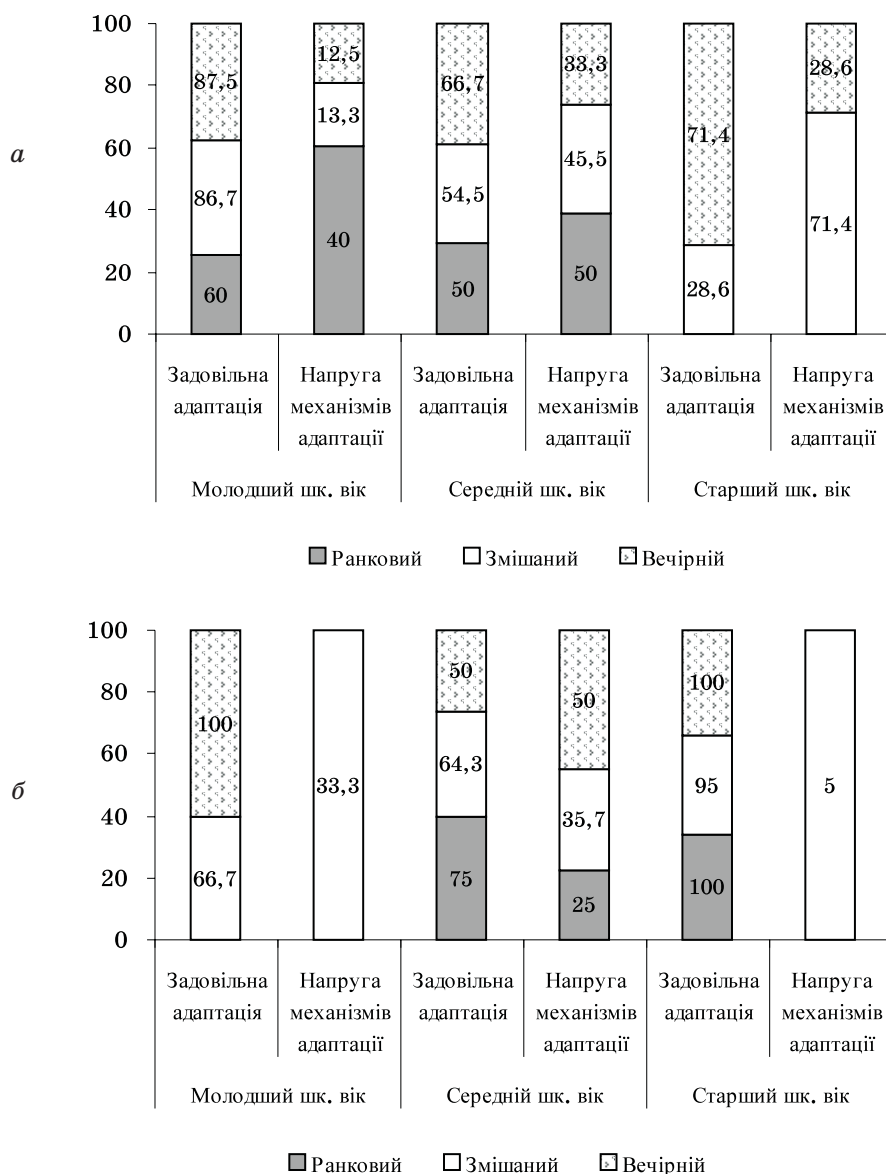 100
80
60
40
20
0
а
87,5 12,5 66,7 33,3 71,4 28,6
86,7 13,3 54,5 45,5 28,6 71,4
60 40 50 50
Задовільна Напруга Задовільна Напруга Задовільна Напруга
адаптація механізмів адаптація механізмів адаптація механізмів
адаптації адаптації адаптації
Молодший шк. вік Середній шк. вік Старший шк. вік
Ранковий Змішаний Вечірній
100
80
60
40
20
0
б
100 50 50 100
66,7 33,3 64,3 35,7 95 5
75 25 100
Задовільна Напруга Задовільна Напруга Задовільна Напруга
адаптація механізмів адаптація механізмів адаптація механізмів
адаптації адаптації адаптації
Молодший шк. вік Середній шк. вік Старший шк. вік
Ранковий Змішаний Вечірній